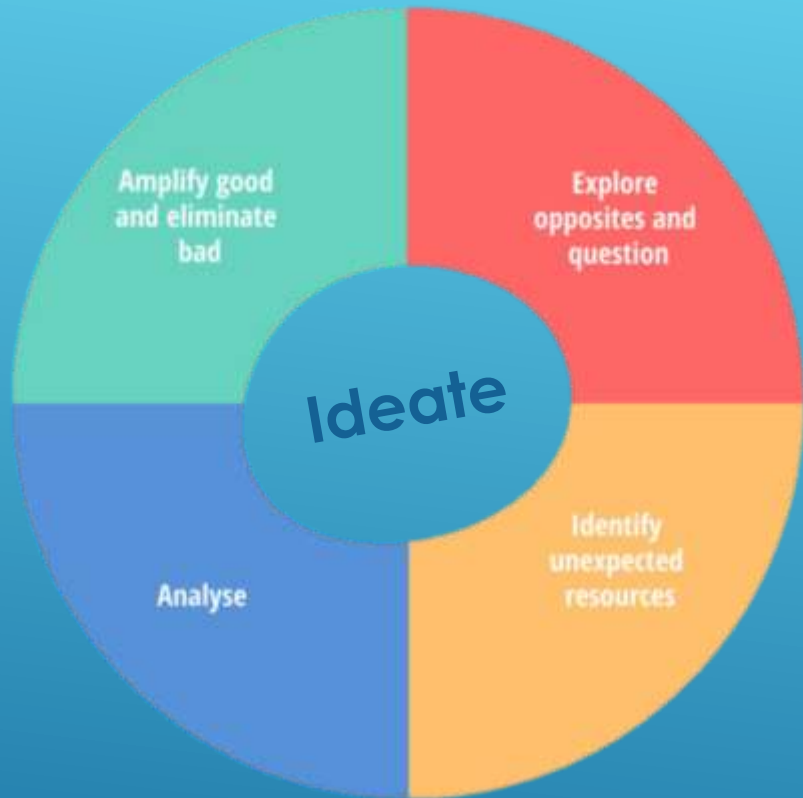 Amplify good
and eliminate
bad
Explore
opposites and
question
Ideate
Analyse
Identify
unexpected
resources